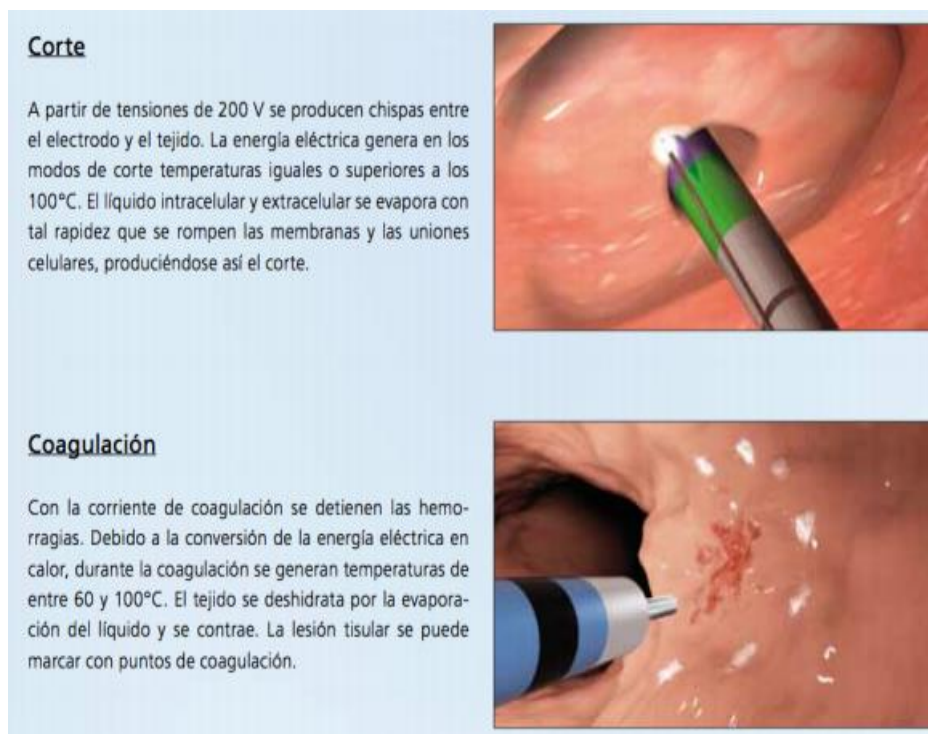 Corte
A partir de tensiones de 200 V se producen chispas entre
el electrodo y el tejido. La energía eléctrica genera en los
modos de corte temperaturas iguales o superiores a los
100°C. El líquido intracelular y extracelular se evapora con
tal rapidez que se rompen las membranas y las uniones
celulares, produciéndose así el corte.
Coagulación
Con la corriente de coagulación se detienen las hemo-
rragias. Debido a la conversión de la energía eléctrica en
calor, durante la coagulación se generan temperaturas de
entre 60 y 100°C. El tejido se deshidrata por la evapora-
ción del líquido y se contrae. La lesión tisular se puede
marcar con puntos de coagulación.